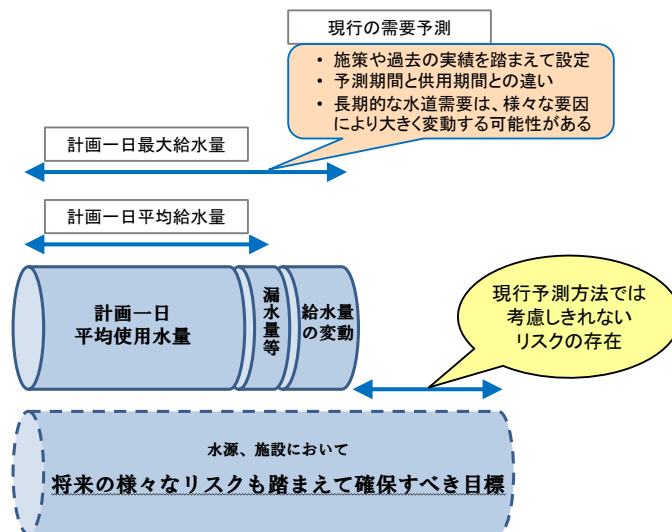 現行の需要予測
• 施策や過去の実績を踏まえて設定
• 予測期間と供用期間との違い
• 長期的な水道需要は、様々な要因
により大きく変動する可能性がある
計画一日最大給水量
計画一日平均給水量
計画一日
平均使用水量
漏水量等
給水量
の変動
現行予測方法では
考慮しきれない
リスクの存在
水源、施設において
将来の様々なリスクも踏まえて確保すべき目標